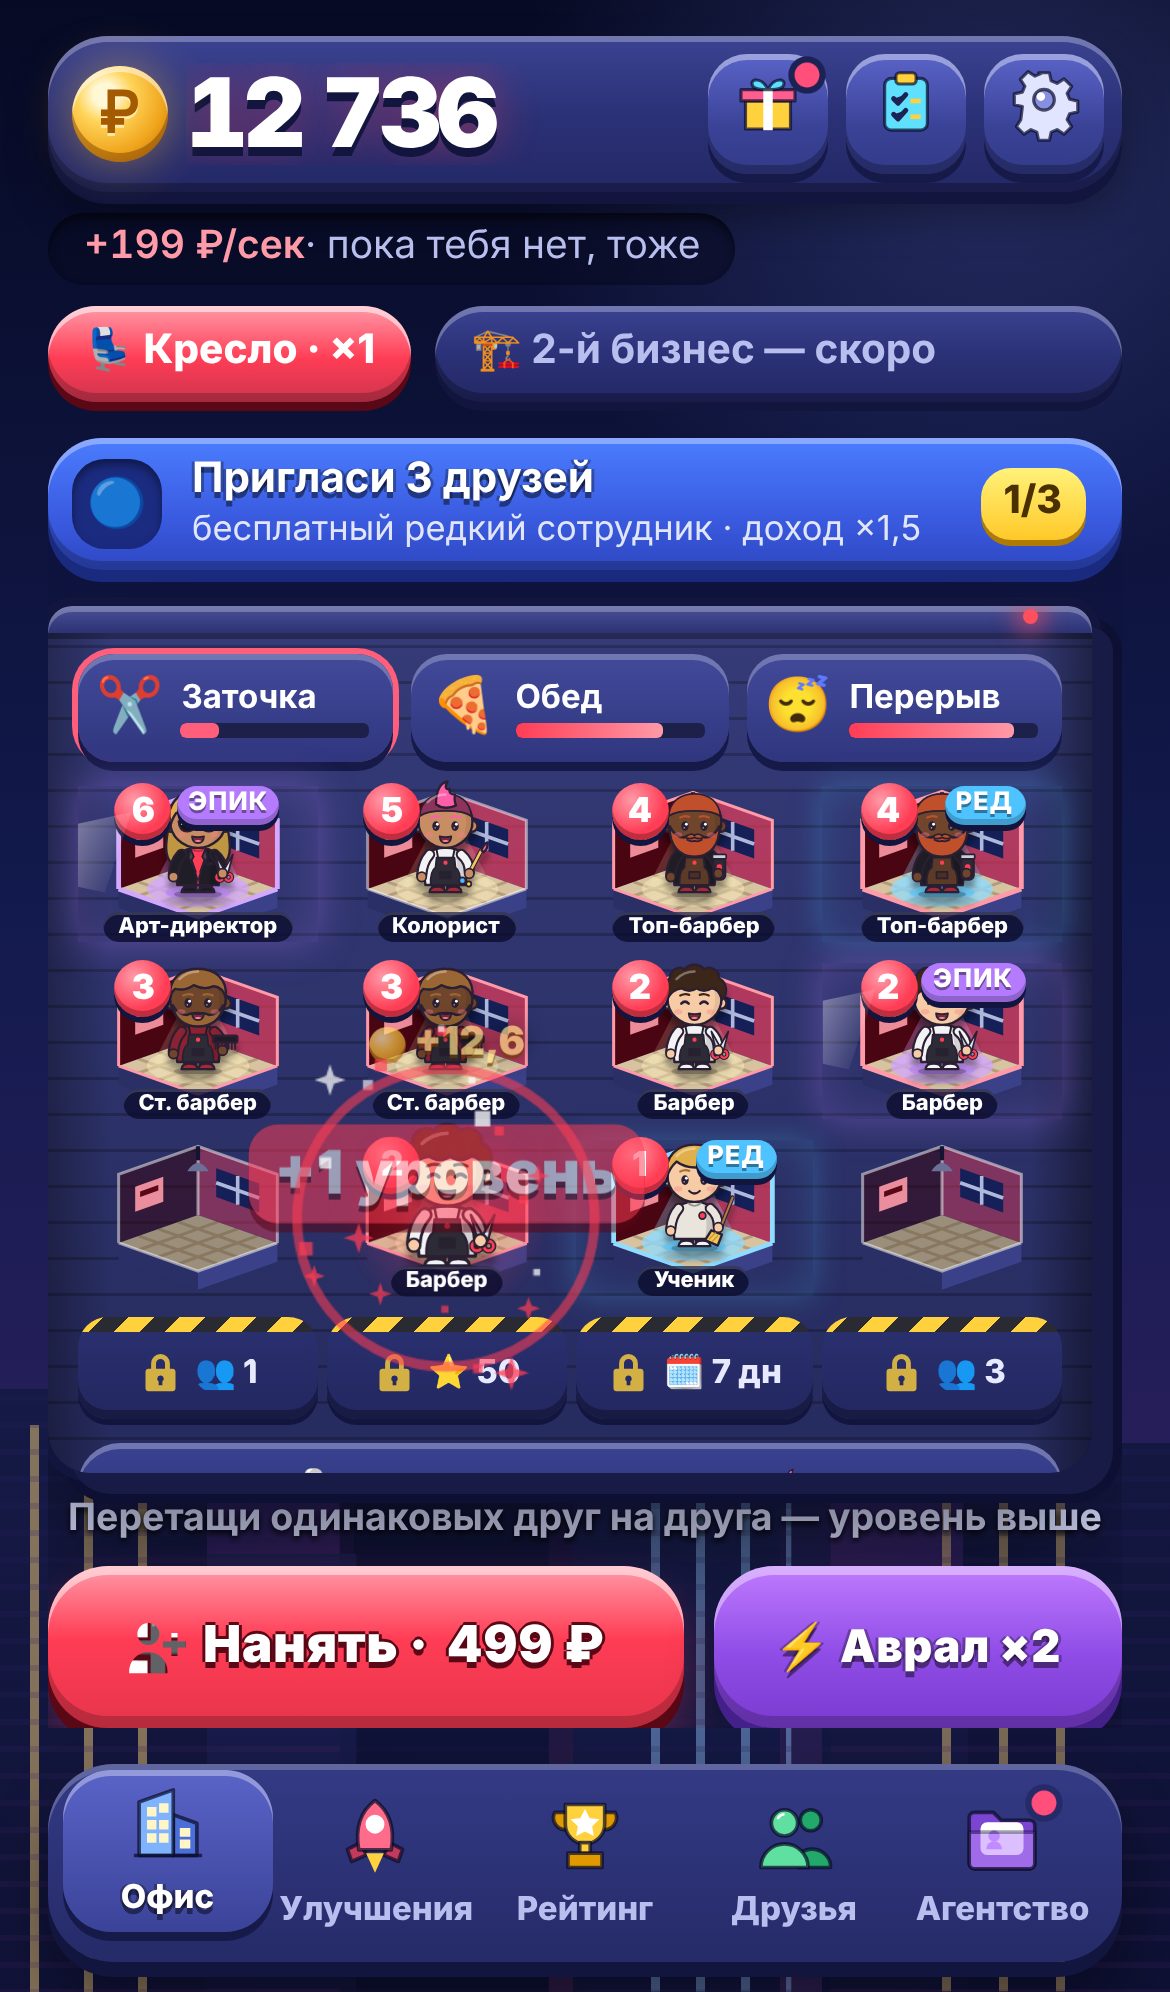 12 736
+199 ₽/сек · пока тебя нет, тоже
Кресло · ×1
2-й бизнес — скоро
Пригласи 3 друзей
бесплатный редкий сотрудник · доход ×1,5
1/3
Заточка
Обед
Перерыв
6 ЭПИК
5
4
4 РЕД
Арт-директор
Колорист
Топ-барбер
Топ-барбер
3
3
2
2 ЭПИК
+12,6
Ст. барбер
Ст. барбер
Барбер
Барбер
2
1 РЕД
+1 уровень
Барбер
Ученик
1
50
7 дн
3
Перетащи одинаковых друг на друга — уровень выше
Нанять · 499 ₽
Аврал ×2
Офис
Улучшения
Рейтинг
Друзья
Агентство